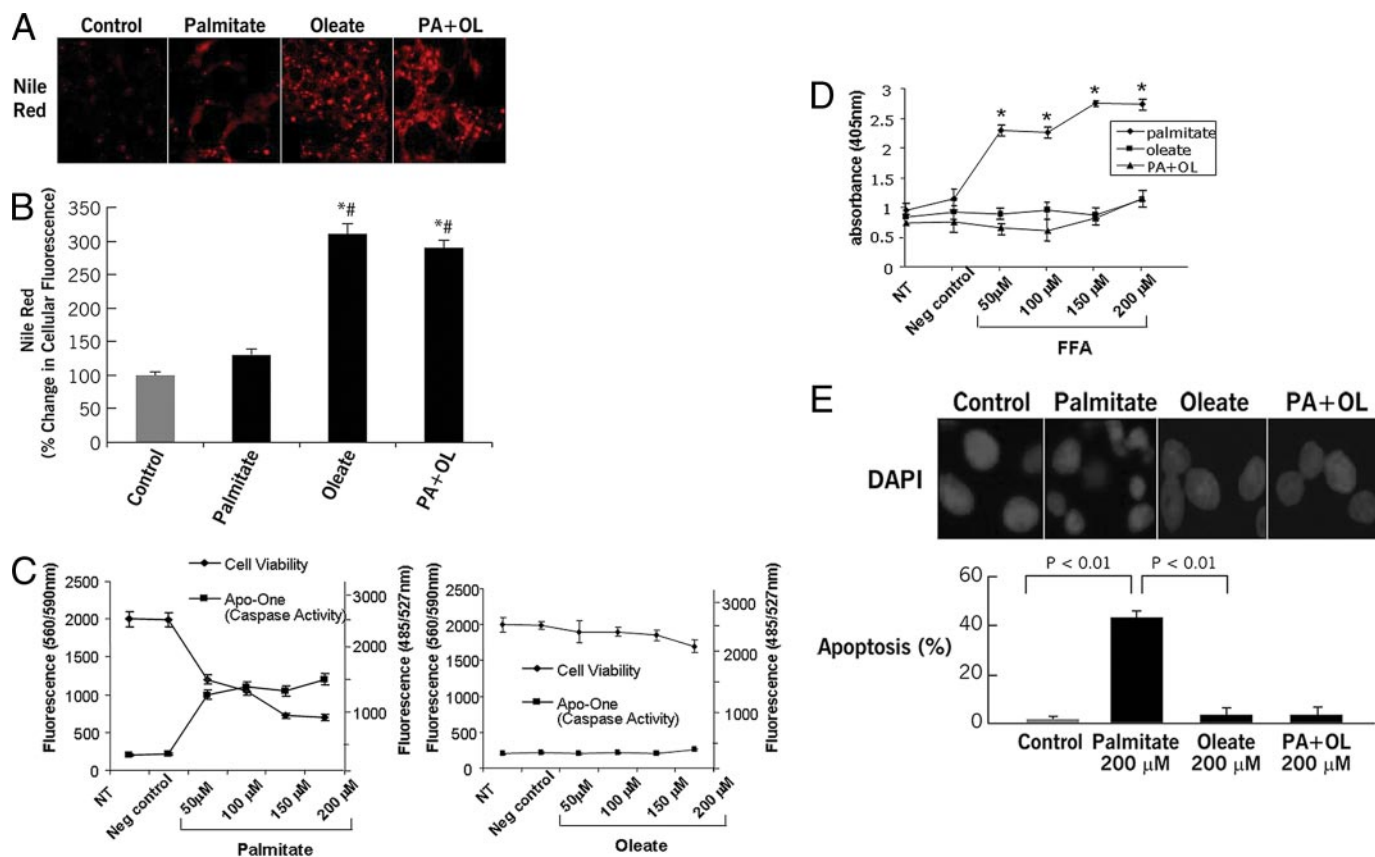 A
Control Palmitate Oleate PA+OL
Nile
Red
B
Nile Red
(% Change in Cellular Fluorescence)
350
300
250
200
150
100
50
0
*#
*#
Control
Palmitate
Oleate
PA+OL
C
Fluorescence (560/590nm)
2500
2000
1500
1000
500
0
Cell Viability
Apo-One
(Caspase Activity)
3000
2000
1000
Fluorescence (485/527nm)
NT
Neg control
50µM
100 µM
150 µM
200 µM
Palmitate
Fluorescence (560/590nm)
2500
2000
1500
1000
500
0
Cell Viability
Apo-One
(Caspase Activity)
3000
2000
1000
Fluorescence (485/527nm)
NT
Neg control
50µM
100 µM
150 µM
200 µM
Oleate
D
absorbance (405nm)
3
2.5
2
1
1
0.5
0
*
*
*
*
palmitate
oleate
PA+OL
NT
Neg control
50µM
100 µM
150 µM
200 µM
FFA
E
Control Palmitate Oleate PA+OL
DAPI
P < 0.01 P < 0.01
Apoptosis (%)
60
40
20
0
Control Palmitate Oleate PA+OL
200 µM 200 µM 200 µM